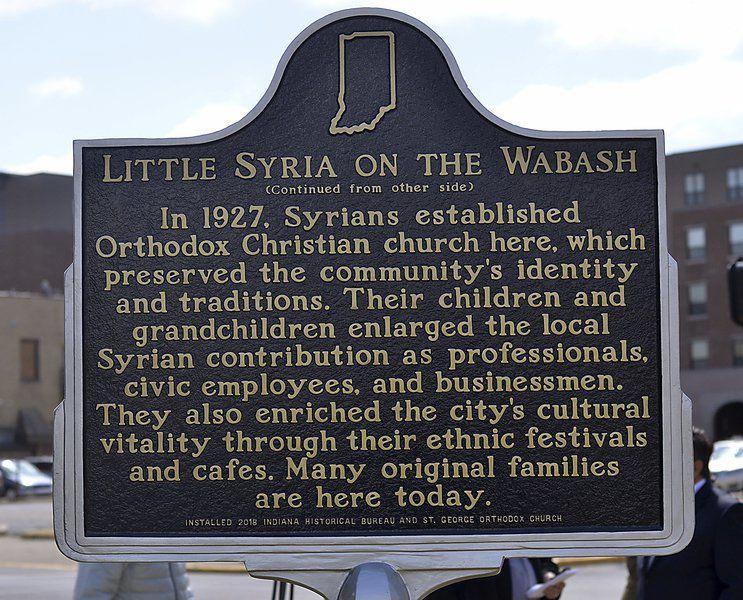 LITTLE SYRIA ON THE WABASH
(Continued from other side)
In 1927, Syrians established
Orthodox Christian church here, which
preserved the community's identity
and traditions. Their children and
grandchildren enlarged the local
Syrian contribution as professionals,
civic employees, and businessmen.
They also enriched the city's cultural
vitality through their ethnic festivals
and cafes. Many original families
are here today.
INSTALLED 2018 INDIANA HISTORICAL BUREAU AND ST. GEORGE ORTHODOX CHURCH